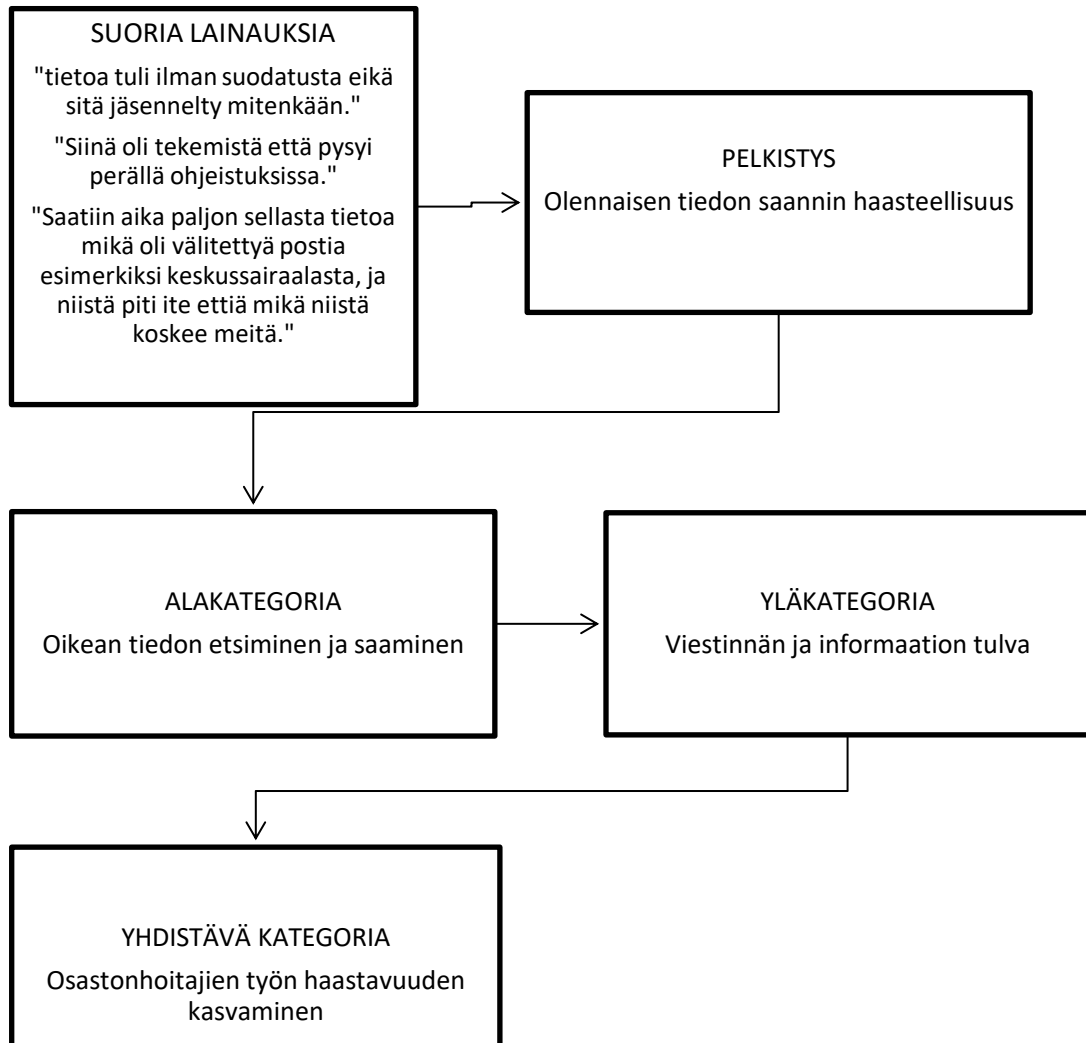 SUORIA LAINAUKSIA
"tietoa tuli ilman suodatusta eikä
sitä jäsennelty mitenkään."
"Siinä oli tekemistä että pysyi
perällä ohjeistuksissa."
"Saatiin aika paljon sellasta tietoa
mikä oli välitettyä postia
esimerkiksi keskussairaalasta, ja
niistä piti ite ettiä mikä niistä
koskee meitä."
PELKISTYS
Olennaisen tiedon saannin haasteellisuus
ALAKATEGORIA
Oikean tiedon etsiminen ja saaminen
YLÄKATEGORIA
Viestinnän ja informaation tulva
YHDISTÄVÄ KATEGORIA
Osastonhoitajien työn haastavuuden
kasvaminen